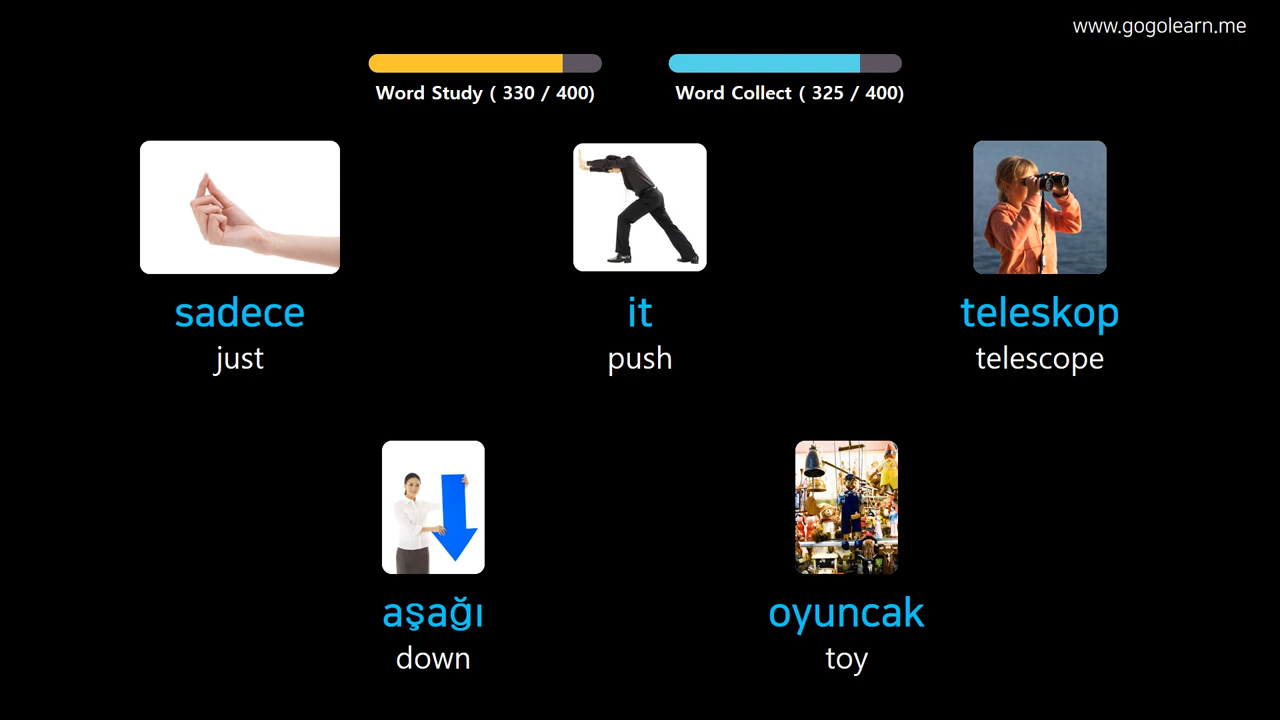 www.gogolearn.me
Word Study ( 330 / 400)
Word Collect ( 325 / 400)
sadece
just
it
push
teleskop
telescope
aşağı
down
oyuncak
toy